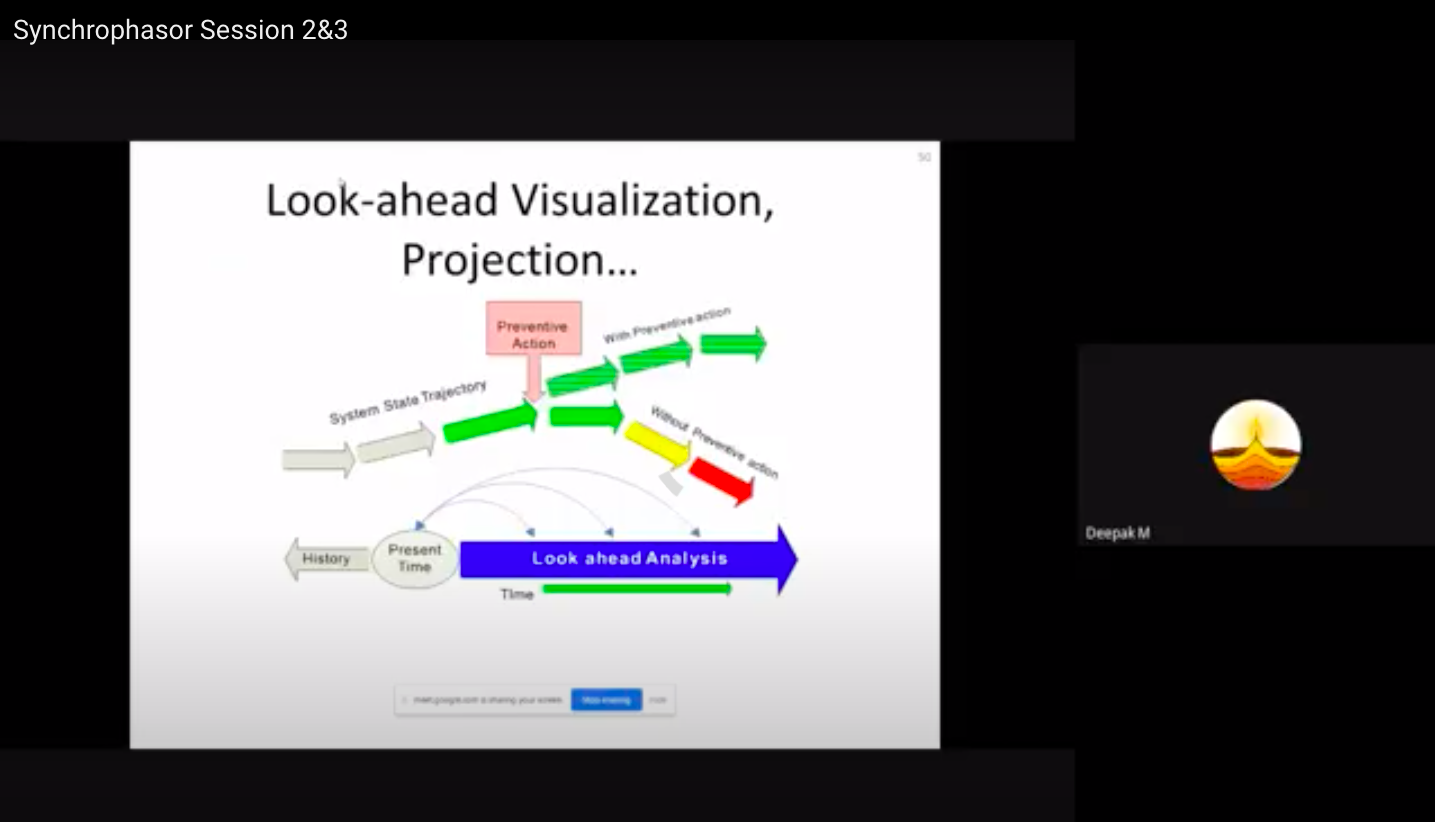 Synchrophasor Session 2&3
50
Look-ahead Visualization,
Projection...
Preventive
Action
With Preventive action
System State Trajectory
Without Preventive action
History
Present
Time
Look ahead Analysis
TIme
meet.google.com is sharing your screen.
Stop sharing
Hide
Deepak M